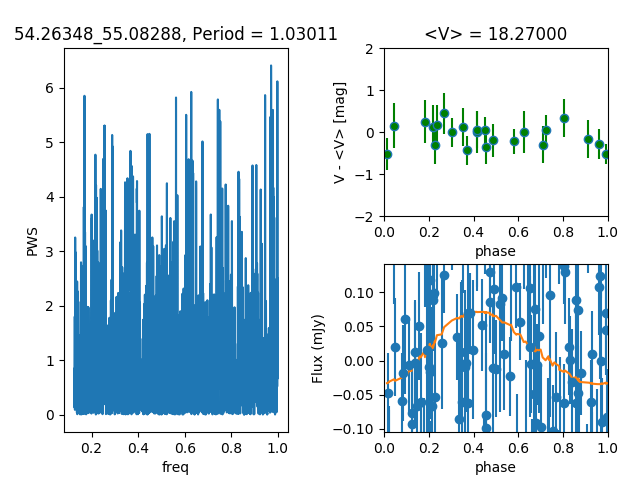 54.26348_55.08288, Period = 1.03011
PWS
6
5
4
3
2
1
0
0.2 0.4 0.6 0.8 1.0
freq
<V> = 18.27000
V - <V> [mag]
2
1
0
−1
−2
0.0 0.2 0.4 0.6 0.8 1.0
phase
Flux (mJy)
0.10
0.05
0.00
−0.05
−0.10
0.0 0.2 0.4 0.6 0.8 1.0
phase